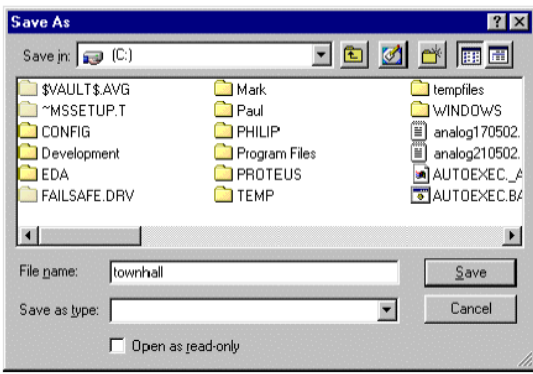 Save As
Save in: (C:)
$VAULT$.AVG Mark tempfiles
~MSSETUP.T Paul WINDOWS
CONFIG PHILIP analog170502.
Development Program Files analog210502.
EDA PROTEUS AUTOEXEC._A
FAILSAFE.DRV TEMP AUTOEXEC.BA
File name: townhall Save
Save as type: Cancel
Open as read-only